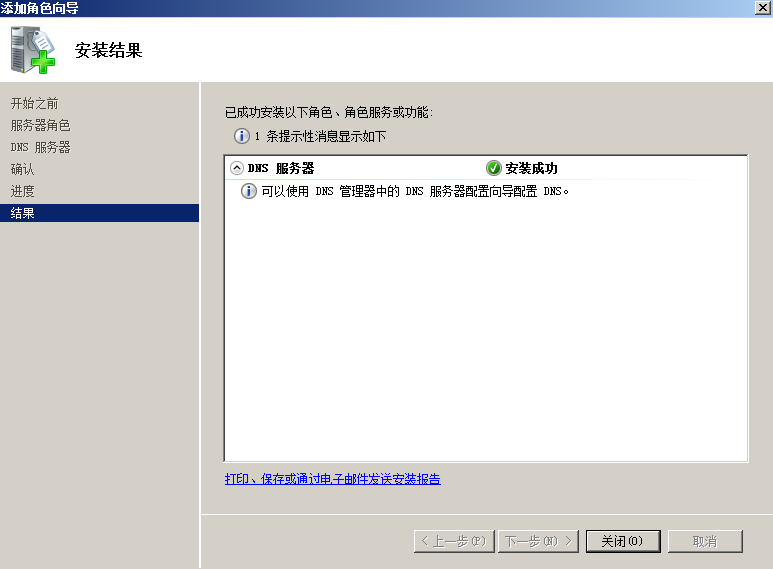 添加角色向导
安装结果
开始之前
服务器角色
DNS 服务器
确认
进度
结果
已成功安装以下角色、角色服务或功能:
1 条提示性消息显示如下
DNS 服务器 安装成功
可以使用 DNS 管理器中的 DNS 服务器配置向导配置 DNS。
打印、保存或通过电子邮件发送安装报告
< 上一步(P) 下一步(N) > 关闭(O) 取消